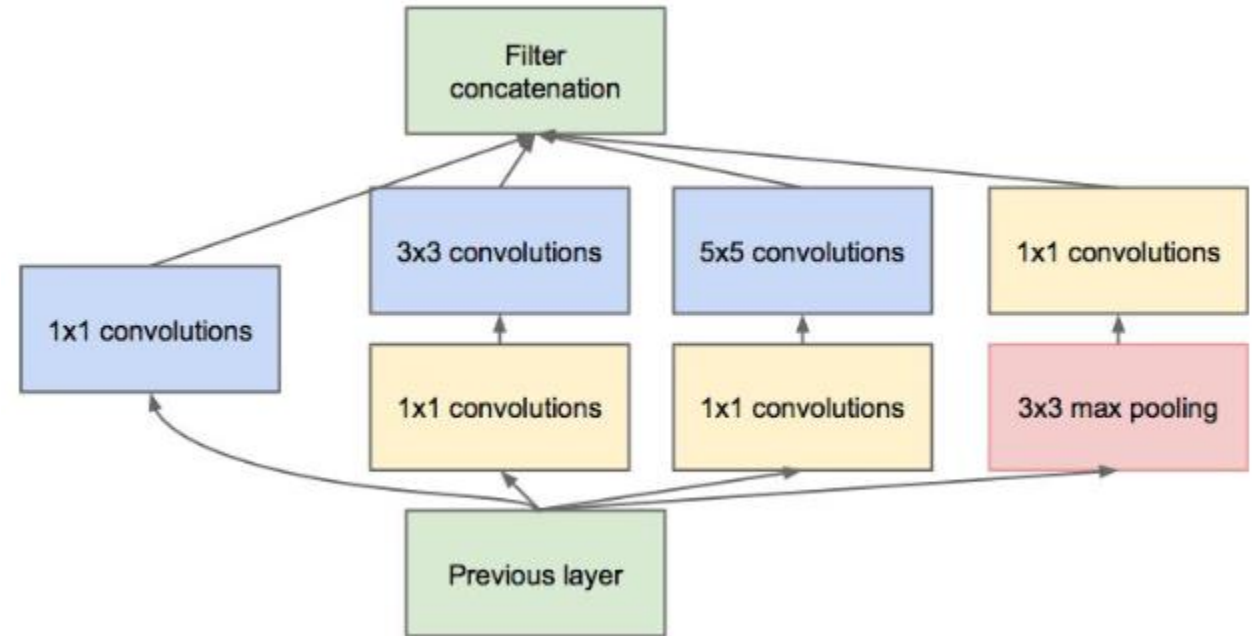 Filter
concatenation
3x3 convolutions
5x5 convolutions
1x1 convolutions
1x1 convolutions
1x1 convolutions
1x1 convolutions
3x3 max pooling
Previous layer